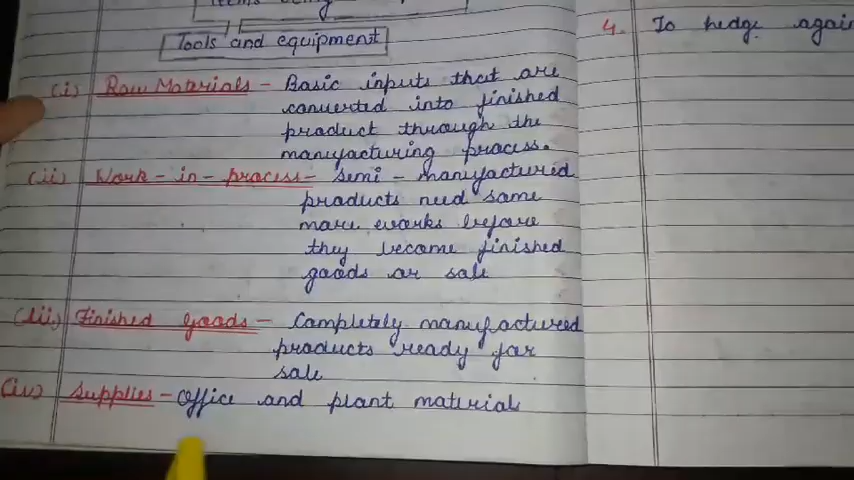 Tools and equipment
(i) Raw Materials - Basic inputs that are
converted into finished
product through the
manufacturing process.
(ii) Work-in-process - Semi-manufactured
products need some
more works before
they become finished
goods or sale
(iii) Finished goods - Completely manufactured
products ready for
sale
(iv) Supplies - Office and plant material
4. To hedge again